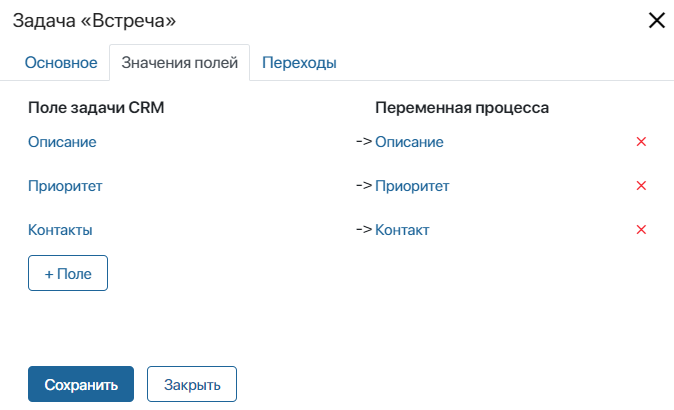 Задача «Встреча»
Основное Значения полей Переходы
Поле задачи CRM Переменная процесса
Описание -> Описание
Приоритет -> Приоритет
Контакты -> Контакт
+ Поле
Сохранить Закрыть